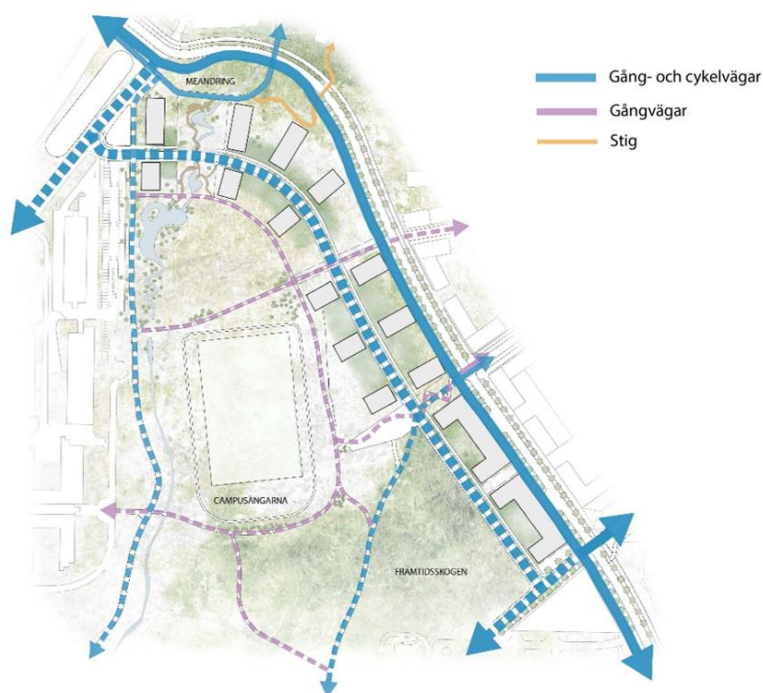 MEANDRING
CAMPUSÄNGARNA
FRAMTIDSSKOGEN
Gång- och cykelvägar
Gångvägar
Stig